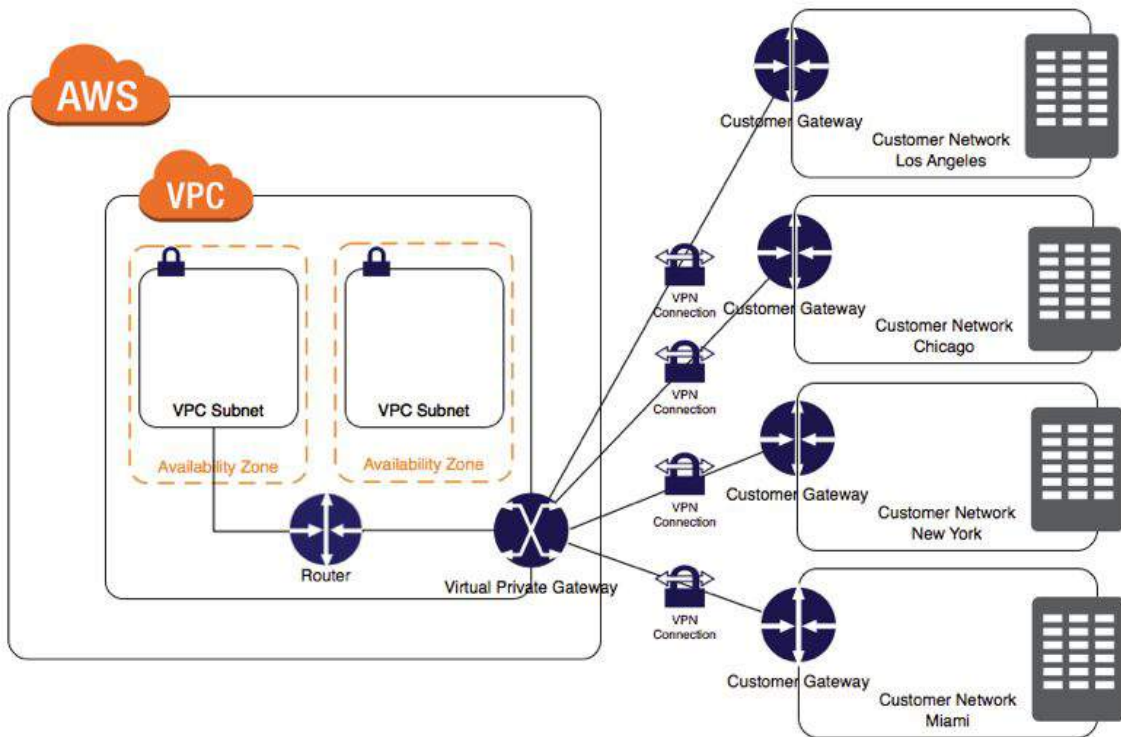 AWS
VPC
VPC Subnet
Availability Zone
VPC Subnet
Availability Zone
Router
Virtual Private Gateway
VPN
Connection
VPN
Connection
VPN
Connection
VPN
Connection
Customer Gateway
Customer Network
Los Angeles
Customer Gateway
Customer Network
Chicago
Customer Gateway
Customer Network
New York
Customer Gateway
Customer Network
Miami